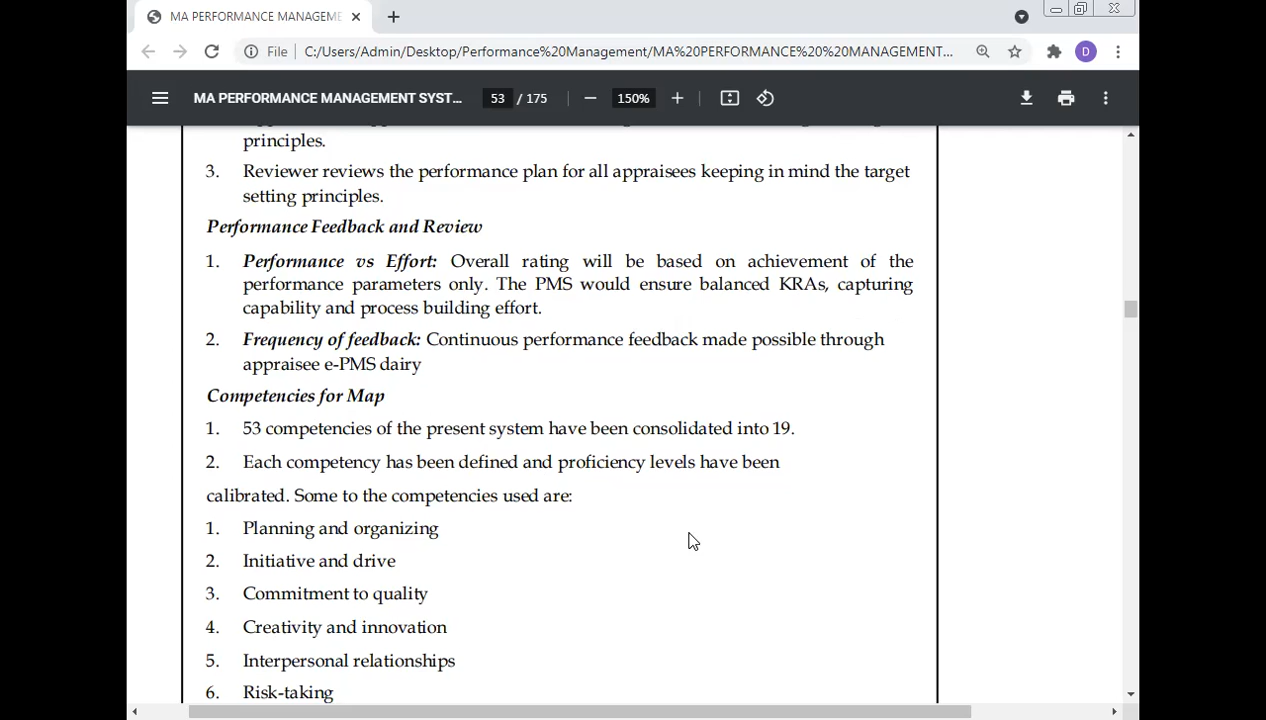 MA PERFORMANCE MANAGEME
File C:/Users/Admin/Desktop/Performance%20Management/MA%20PERFORMANCE%20%20MANAGEMENT...
D
MA PERFORMANCE MANAGEMENT SYST... 53 / 175 150%
principles.
3. Reviewer reviews the performance plan for all appraisees keeping in mind the target
setting principles.
Performance Feedback and Review
1. Performance vs Effort: Overall rating will be based on achievement of the
performance parameters only. The PMS would ensure balanced KRAs, capturing
capability and process building effort.
2. Frequency of feedback: Continuous performance feedback made possible through
appraisee e-PMS dairy
Competencies for Map
1. 53 competencies of the present system have been consolidated into 19.
2. Each competency has been defined and proficiency levels have been
calibrated. Some to the competencies used are:
1. Planning and organizing
2. Initiative and drive
3. Commitment to quality
4. Creativity and innovation
5. Interpersonal relationships
6. Risk-taking